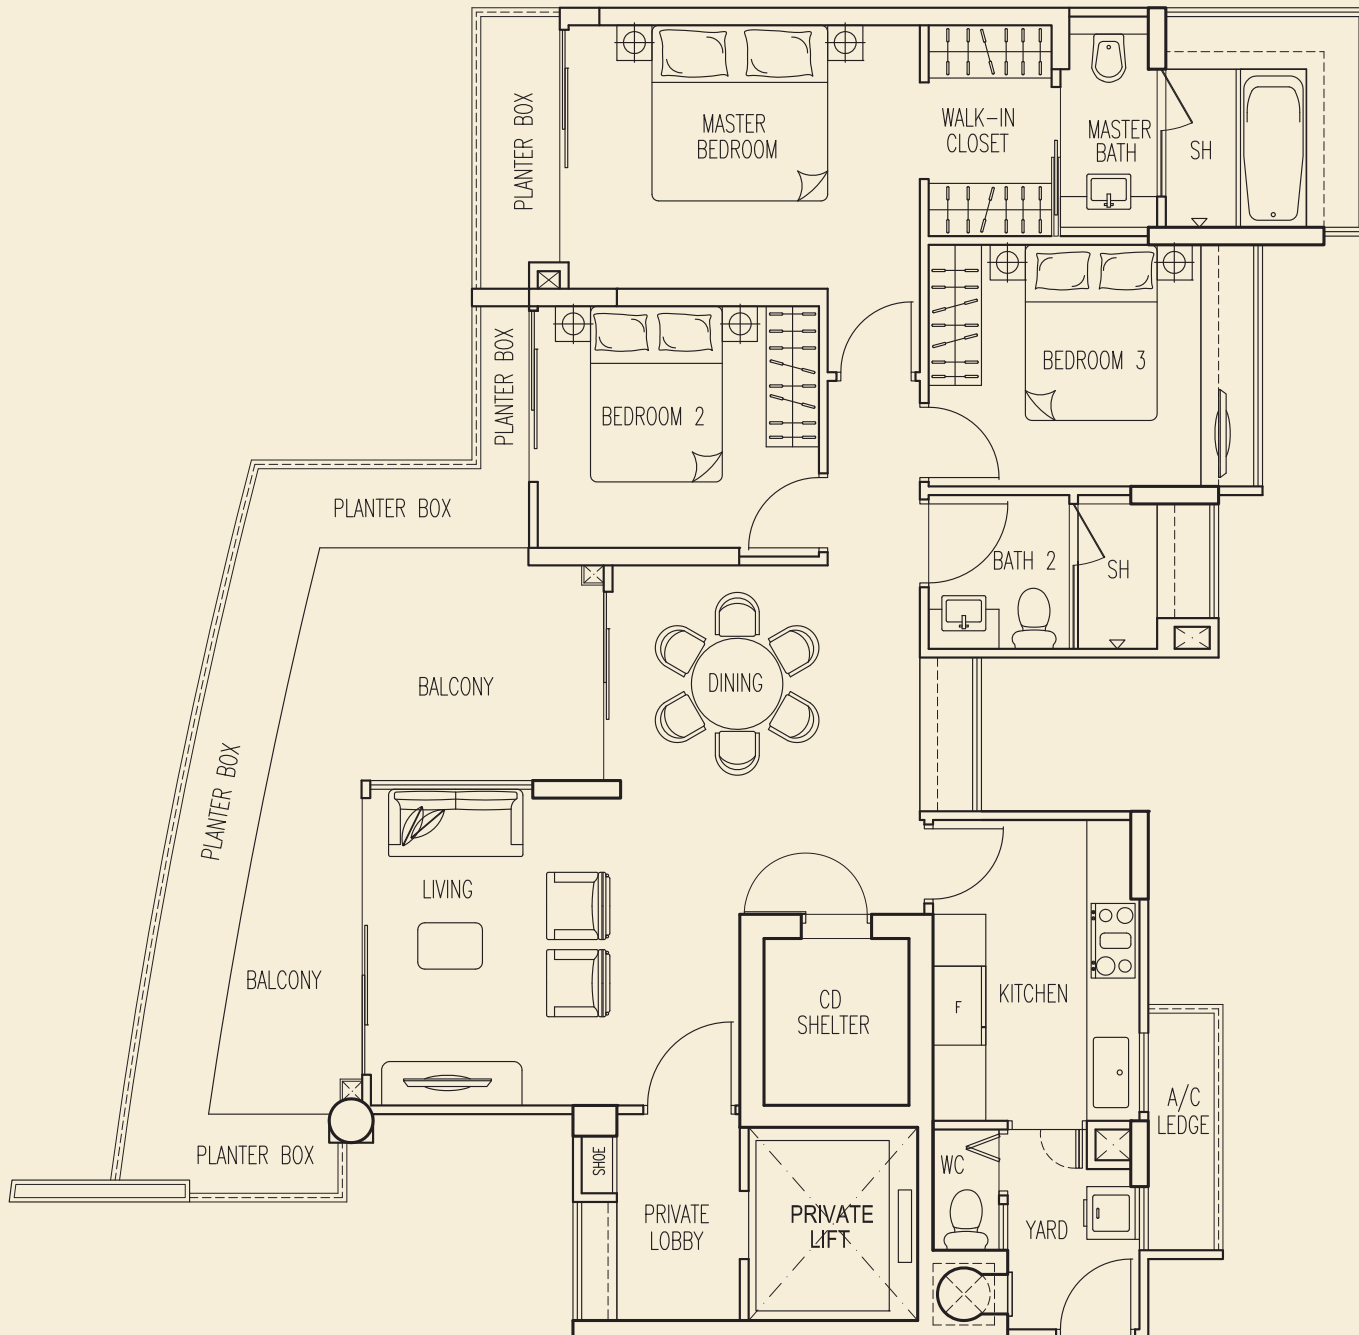 PLANTER BOX
MASTER
BEDROOM
WALK-IN
CLOSET
MASTER
BATH
SH
PLANTER BOX
BEDROOM 2
BEDROOM 3
PLANTER BOX
BATH 2
SH
BALCONY
DINING
PLANTER BOX
LIVING
BALCONY
CD
SHELTER
F
KITCHEN
A/C
LEDGE
PLANTER BOX
SHOE
WC
PRIVATE
LOBBY
PRIVATE
LIFT
YARD